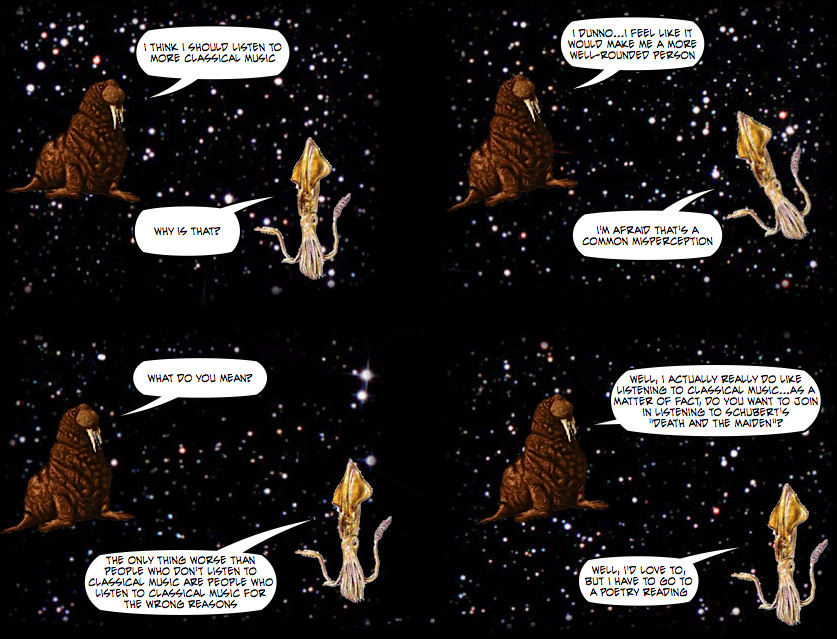 I THINK I SHOULD LISTEN TO
MORE CLASSICAL MUSIC
WHY IS THAT?
I DUNNO...I FEEL LIKE IT
WOULD MAKE ME A MORE
WELL-ROUNDED PERSON
I'M AFRAID THAT'S A
COMMON MISPERCEPTION
WHAT DO YOU MEAN?
THE ONLY THING WORSE THAN
PEOPLE WHO DON'T LISTEN TO
CLASSICAL MUSIC ARE PEOPLE WHO
LISTEN TO CLASSICAL MUSIC FOR
THE WRONG REASONS
WELL, I ACTUALLY REALLY DO LIKE
LISTENING TO CLASSICAL MUSIC...AS A
MATTER OF FACT, DO YOU WANT TO JOIN
IN LISTENING TO SCHUBERT'S
"DEATH AND THE MAIDEN"?
WELL, I'D LOVE TO,
BUT I HAVE TO GO TO
A POETRY READING